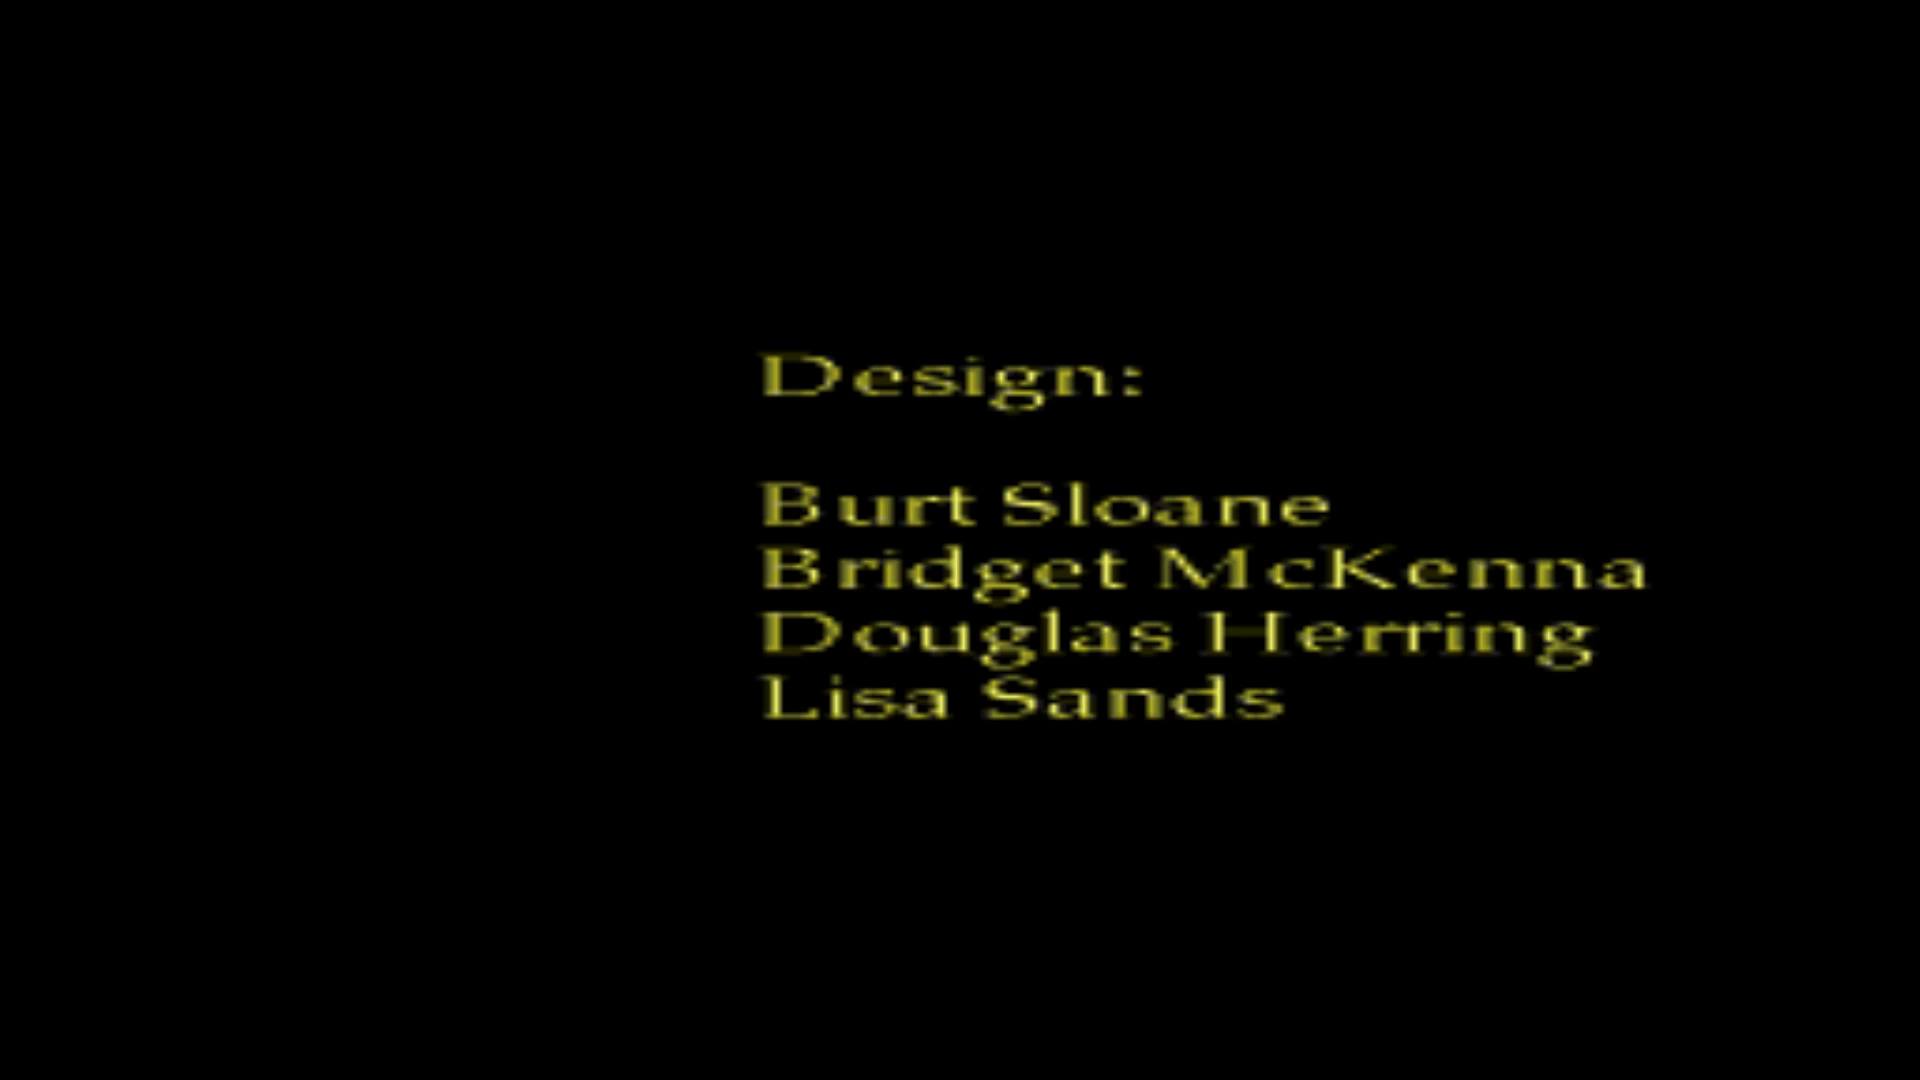 Design:
Burt Sloane
Bridget McKenna
Douglas Herring
Lisa Sands